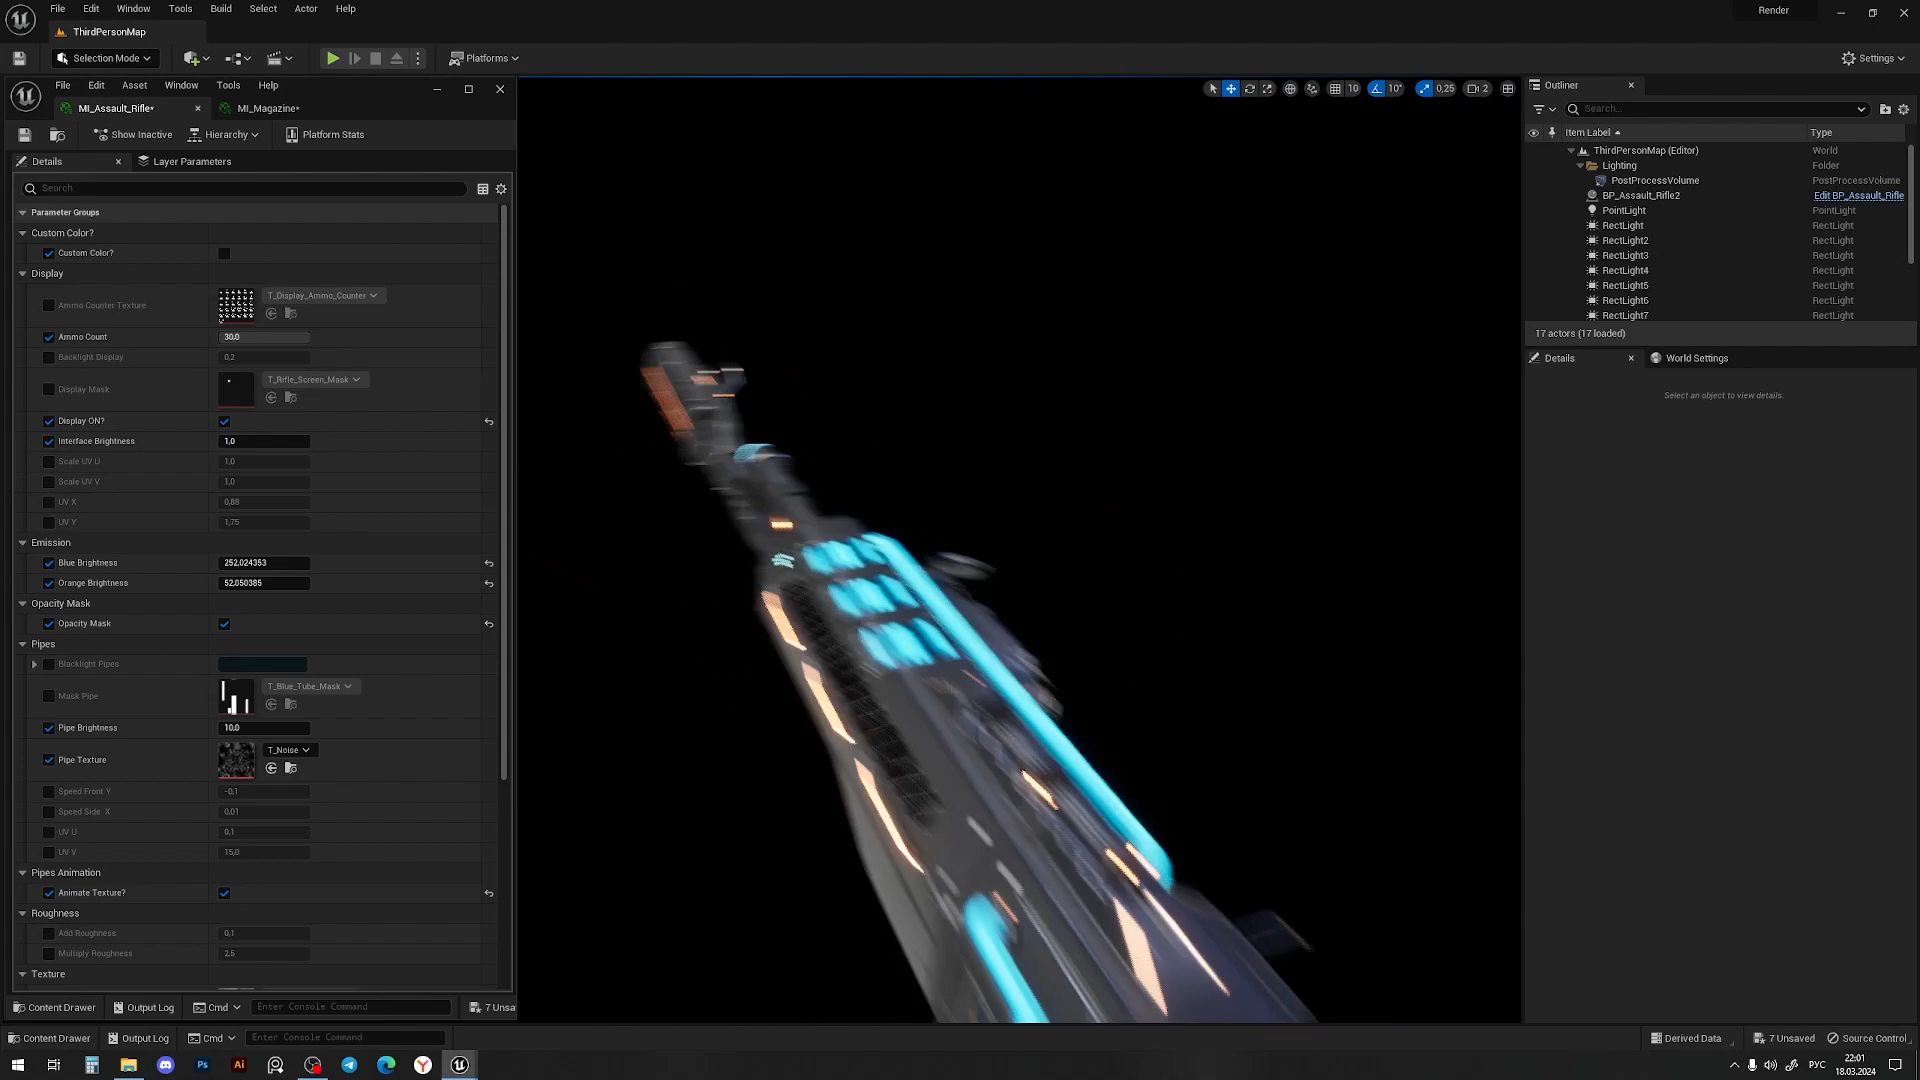 File Edit Window Tools Build Select Actor Help
Render
ThirdPersonMap
Selection Mode
Platforms
Settings
File Edit Asset Window Tools Help
MI_Assault_Rifle*
MI_Magazine*
Show Inactive
Hierarchy
Platform Stats
Details
Layer Parameters
Search
Parameter Groups
Custom Color?
Custom Color?
Display
Ammo Counter Texture
T_Display_Ammo_Counter
Ammo Count 30,0
Backlight Display 0,2
Display Mask
T_Rifle_Screen_Mask
Display ON?
Interface Brightness 1,0
Scale UV U 1,0
Scale UV V 1,0
UV X 0,88
UV Y 1,75
Emission
Blue Brightness 252,024353
Orange Brightness 52,050385
Opacity Mask
Opacity Mask
Pipes
Blacklight Pipes
Mask Pipe
T_Blue_Tube_Mask
Pipe Brightness 10,0
Pipe Texture
T_Noise
Speed Front Y -0,1
Speed Side X 0,01
UV U 0,1
UV V 15,0
Pipes Animation
Animate Texture?
Roughness
Add Roughness 0,1
Multiply Roughness 2,5
Texture
Content Drawer Output Log Cmd Enter Console Command 7 Unsa
10 10° 0,25 2
Outliner
Search...
Item Label Type
ThirdPersonMap (Editor) World
Lighting Folder
PostProcessVolume PostProcessVolume
BP_Assault_Rifle2 Edit BP_Assault_Rifle
PointLight PointLight
RectLight RectLight
RectLight2 RectLight
RectLight3 RectLight
RectLight4 RectLight
RectLight5 RectLight
RectLight6 RectLight
RectLight7 RectLight
17 actors (17 loaded)
Details
World Settings
Select an object to view details.
Content Drawer Output Log Cmd Enter Console Command
Derived Data 7 Unsaved Source Control
Ps Ai
РУС
22:01
18.03.2024